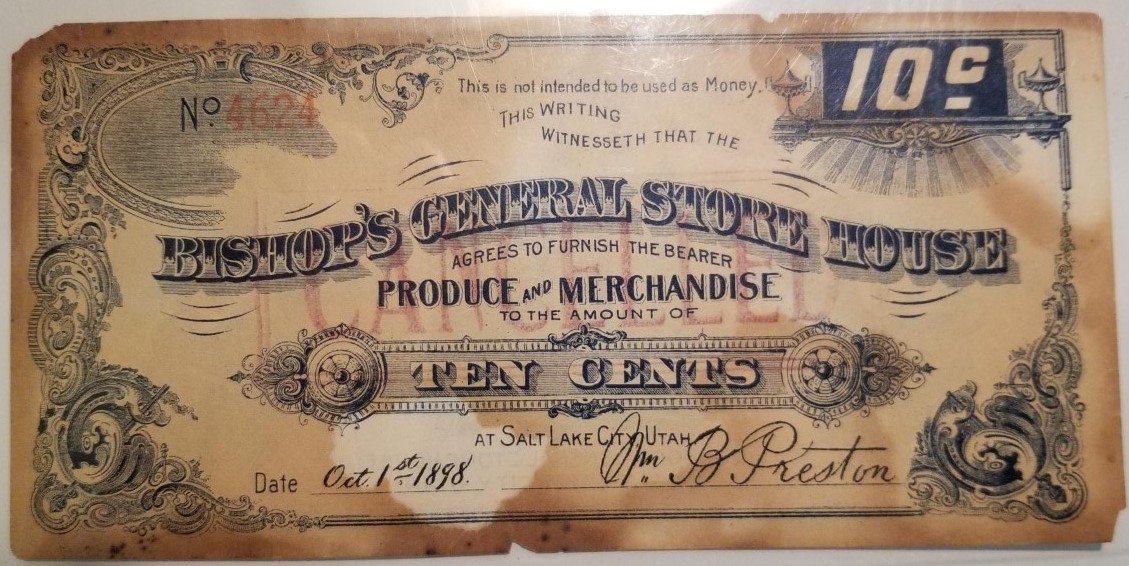 Nº 4624
This is not intended to be used as Money.
10c
THIS WRITING
WITNESSETH THAT THE
BISHOP'S GENERAL STORE HOUSE
AGREES TO FURNISH THE BEARER
PRODUCE AND MERCHANDISE
TO THE AMOUNT OF
CANCELLED
TEN CENTS
AT SALT LAKE CITY, UTAH
Date Oct. 1st 1898.
Wm. B Preston